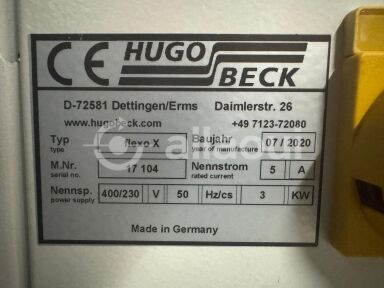 CE HUGO BECK
D-72581 Dettingen/Erms Daimlerstr. 26
www.hugobeck.com +49 7123-72080
Typ flexo X Baujahr 07/2020
type year of manufacture
M.Nr. 17 104 Nennstrom 5 A
serial no. rated current
Nennsp. 400/230 V 50 Hz/cs 3 KW
power supply
Made in Germany